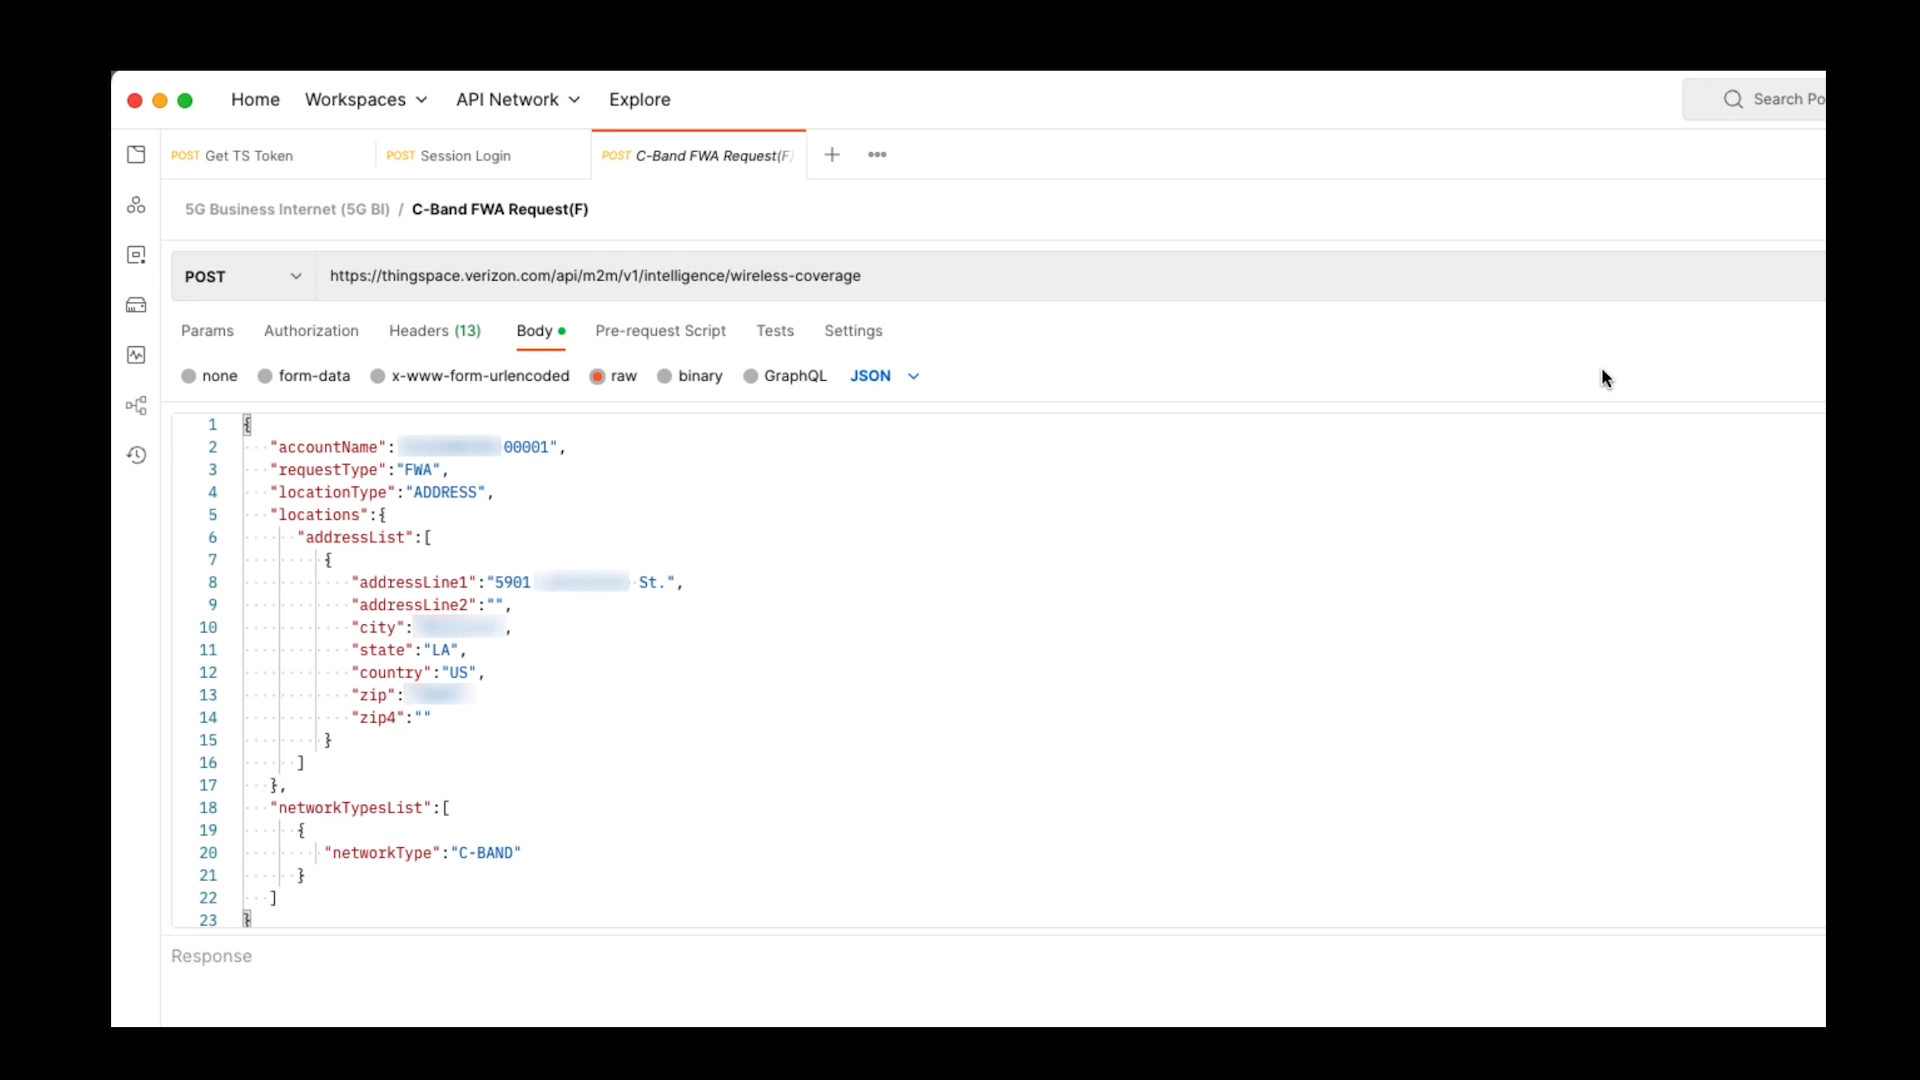 Home Workspaces API Network Explore Search Po
POST Get TS Token POST Session Login POST C-Band FWA Request(F)
5G Business Internet (5G BI) / C-Band FWA Request(F)
POST https://thingspace.verizon.com/api/m2m/v1/intelligence/wireless-coverage
Params Authorization Headers (13) Body Pre-request Script Tests Settings
none form-data x-www-form-urlencoded raw binary GraphQL JSON
1 {
2 "accountName": 00001",
3 "requestType":"FWA",
4 "locationType":"ADDRESS",
5 "locations":{
6 "addressList":[
7 {
8 "addressLine1":"5901 St.",
9 "addressLine2":"",
10 "city": ,
11 "state":"LA",
12 "country":"US",
13 "zip":
14 "zip4":""
15 }
16 ]
17 },
18 "networkTypesList":[
19 {
20 "networkType":"C-BAND"
21 }
22 ]
23 }
Response